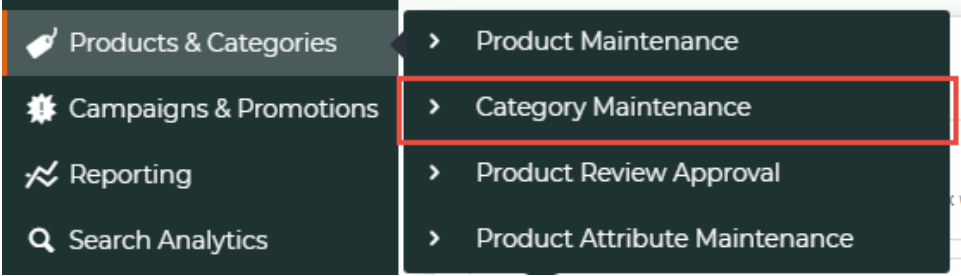 Products & Categories
Campaigns & Promotions
Reporting
Search Analytics
Product Maintenance
Category Maintenance
Product Review Approval
Product Attribute Maintenance